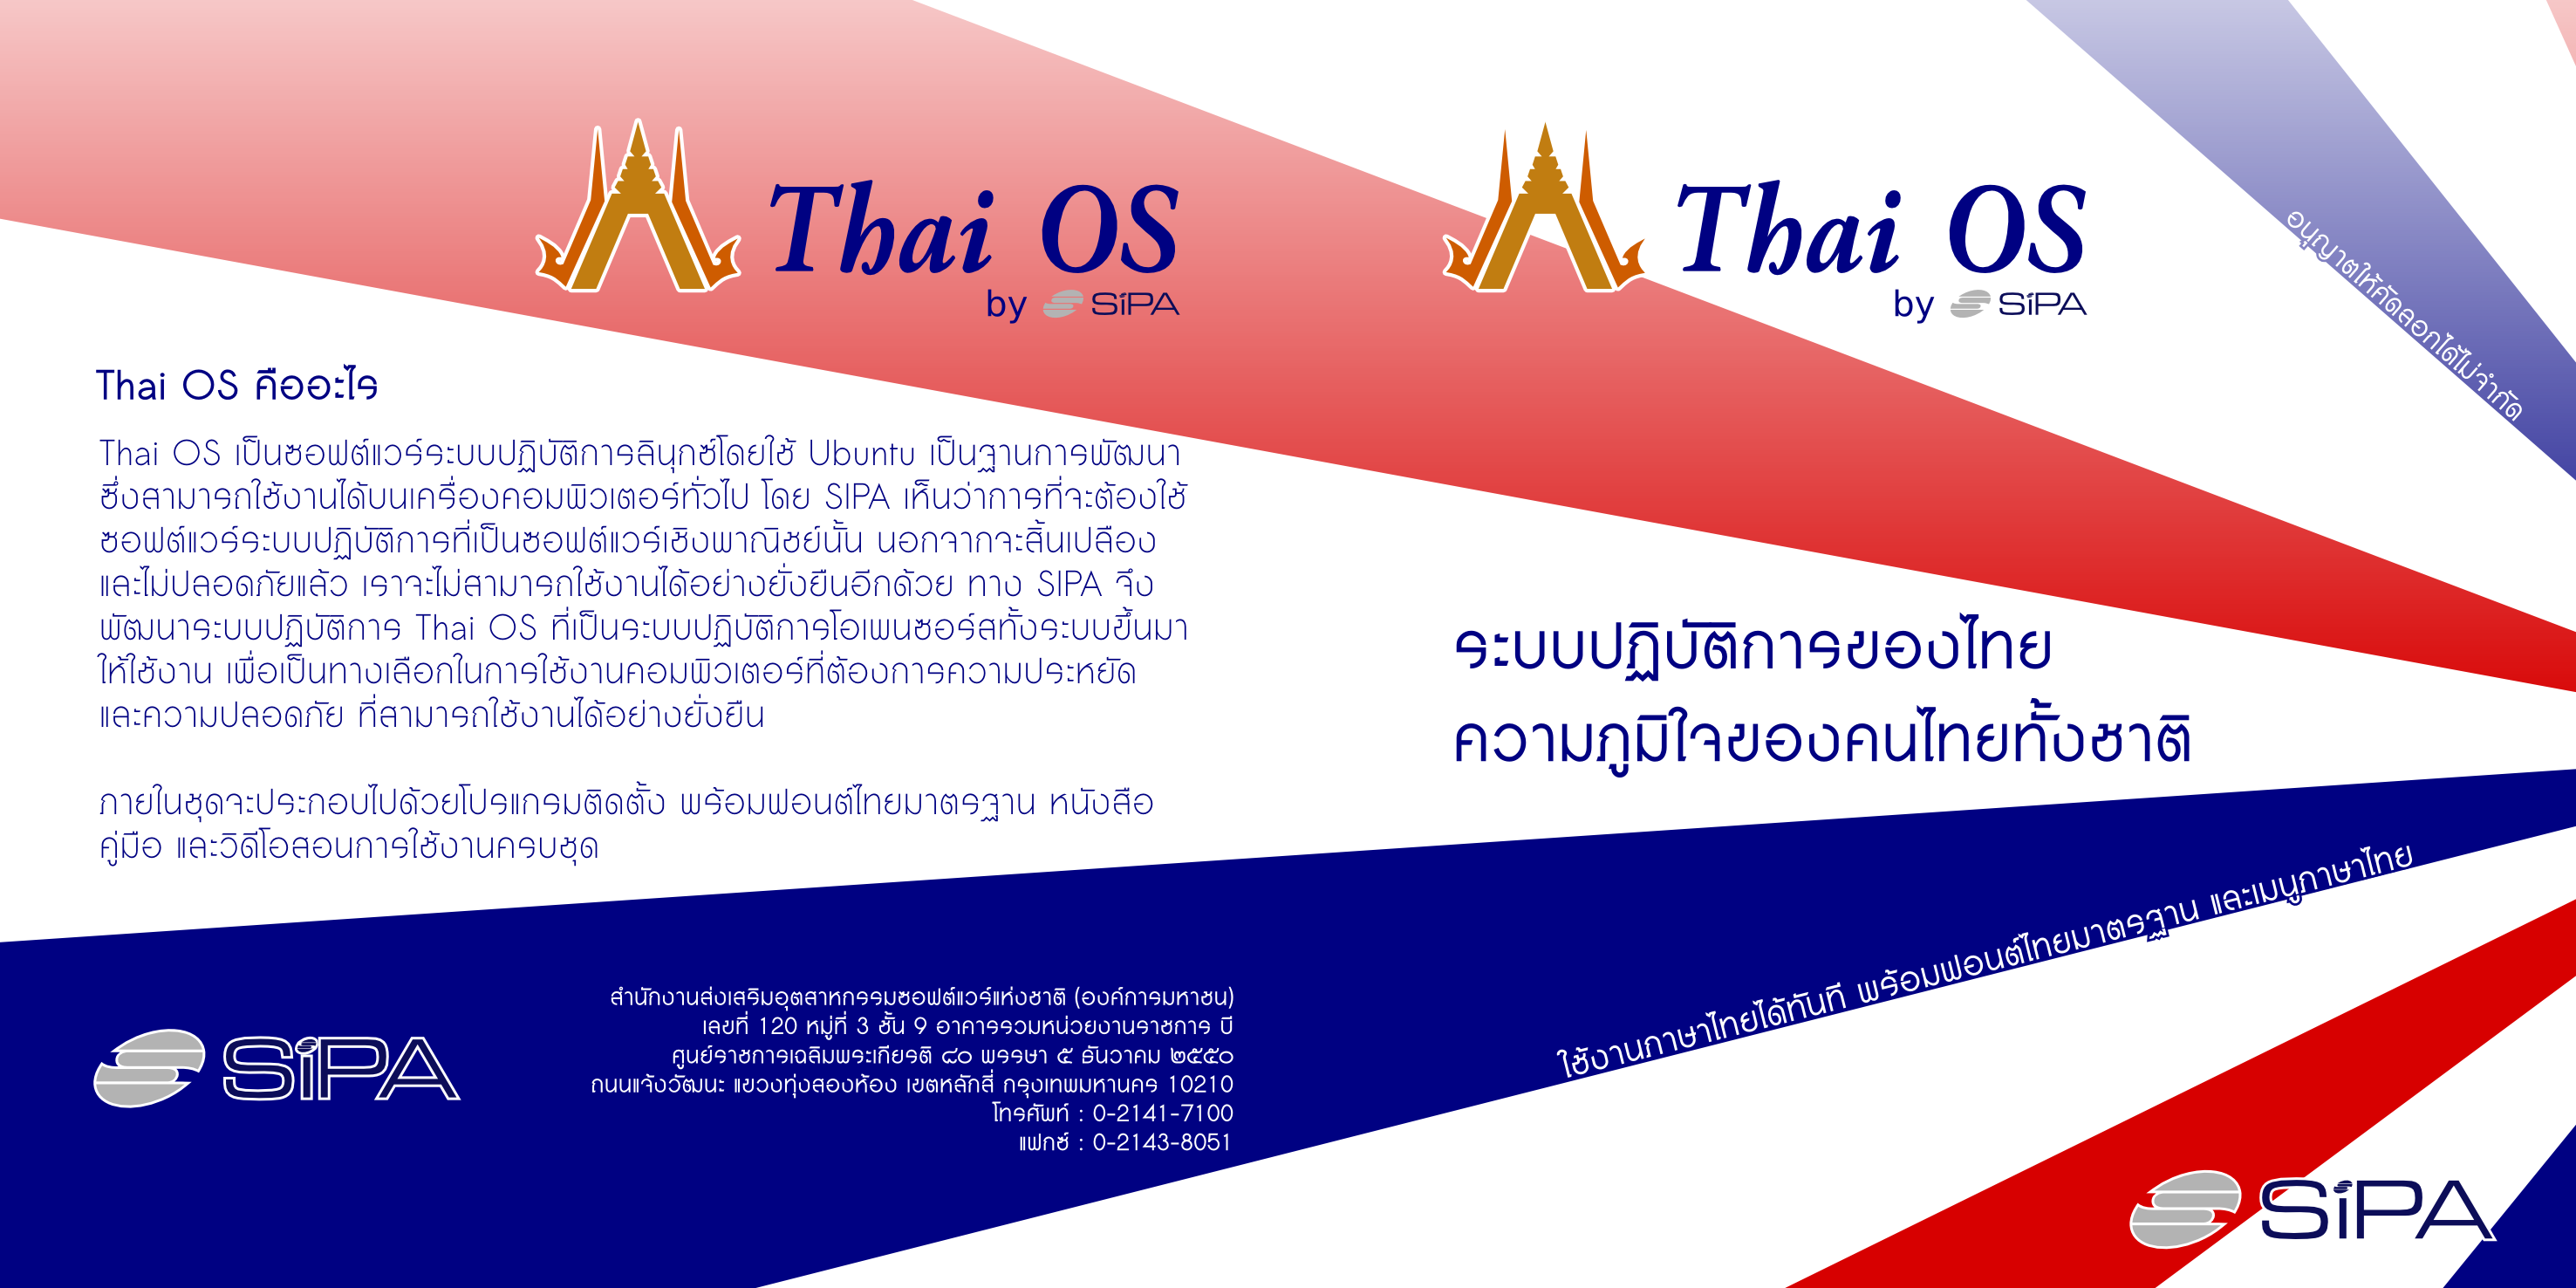 Thai OS
by SIPA
Thai OS คืออะไร
Thai OS เป็นซอฟต์แวร์ระบบปฏิบัติการลินุกซ์โดยใช้ Ubuntu เป็นฐานการพัฒนา
ซึ่งสามารถใช้งานได้บนเครื่องคอมพิวเตอร์ทั่วไป โดย SIPA เห็นว่าการที่จะต้องใช้
ซอฟต์แวร์ระบบปฏิบัติการที่เป็นซอฟต์แวร์เชิงพาณิชย์นั้น นอกจากจะสิ้นเปลือง
และไม่ปลอดภัยแล้ว เราจะไม่สามารถใช้งานได้อย่างยั่งยืนอีกด้วย ทาง SIPA จึง
พัฒนาระบบปฏิบัติการ Thai OS ที่เป็นระบบปฏิบัติการโอเพนซอร์สทั้งระบบขึ้นมา
ให้ใช้งาน เพื่อเป็นทางเลือกในการใช้งานคอมพิวเตอร์ที่ต้องการความประหยัด
และความปลอดภัย ที่สามารถใช้งานได้อย่างยั่งยืน
ภายในชุดจะประกอบไปด้วยโปรแกรมติดตั้ง พร้อมฟอนต์ไทยมาตรฐาน หนังสือ
คู่มือ และวิดีโอสอนการใช้งานครบชุด
SIPA
สำนักงานส่งเสริมอุตสาหกรรมซอฟต์แวร์แห่งชาติ (องค์การมหาชน)
เลขที่ 120 หมู่ที่ 3 ชั้น 9 อาคารรวมหน่วยงานราชการ บี
ศูนย์ราชการเฉลิมพระเกียรติ ๘๐ พรรษา ๕ ธันวาคม ๒๕๕๐
ถนนแจ้งวัฒนะ แขวงทุ่งสองห้อง เขตหลักสี่ กรุงเทพมหานคร 10210
โทรศัพท์ : 0-2141-7100
แฟกซ์ : 0-2143-8051
Thai OS
by SIPA
อนุญาตให้คัดลอกได้ไม่จำกัด
ระบบปฏิบัติการของไทย
ความภูมิใจของคนไทยทั้งชาติ
ใช้งานภาษาไทยได้ทันที พร้อมฟอนต์ไทยมาตรฐาน และเมนูภาษาไทย
SIPA